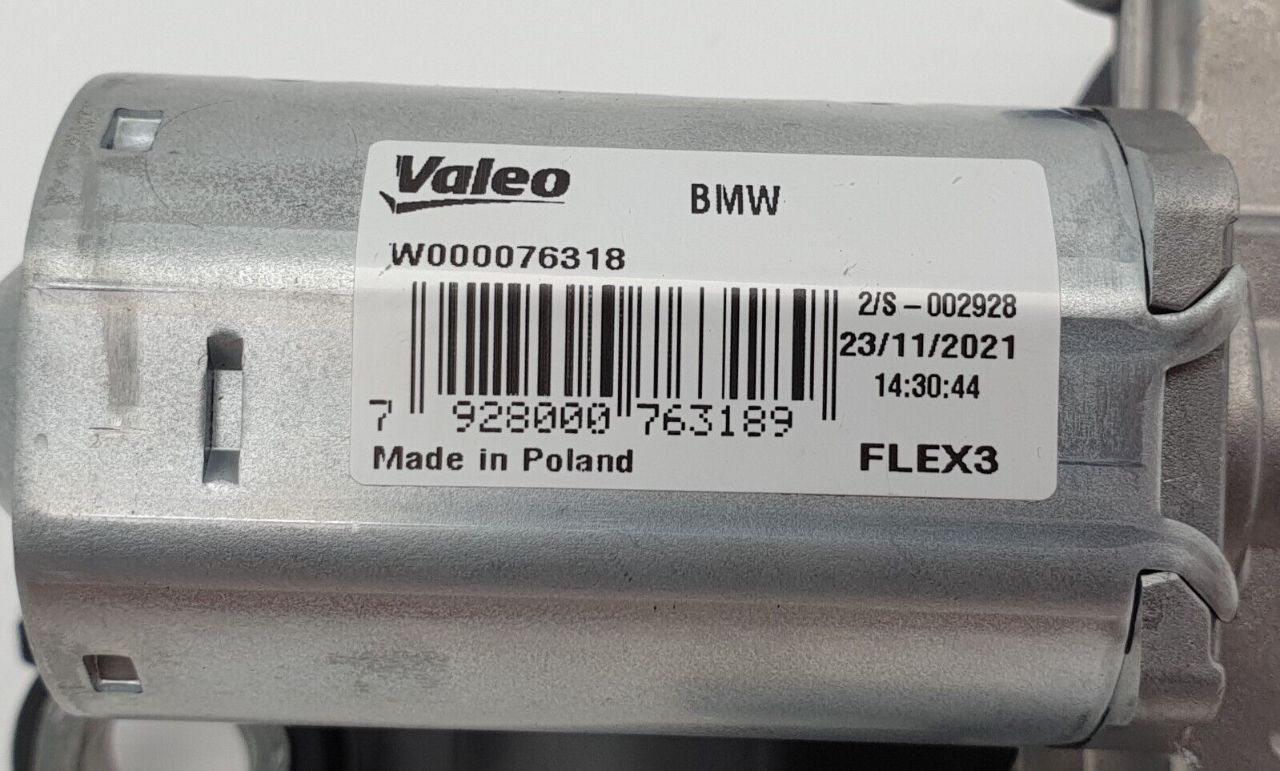 Valeo
BMW
W000076318
2/S - 002928
23/11/2021
14:30:44
7 928000 763189
Made in Poland
FLEX3